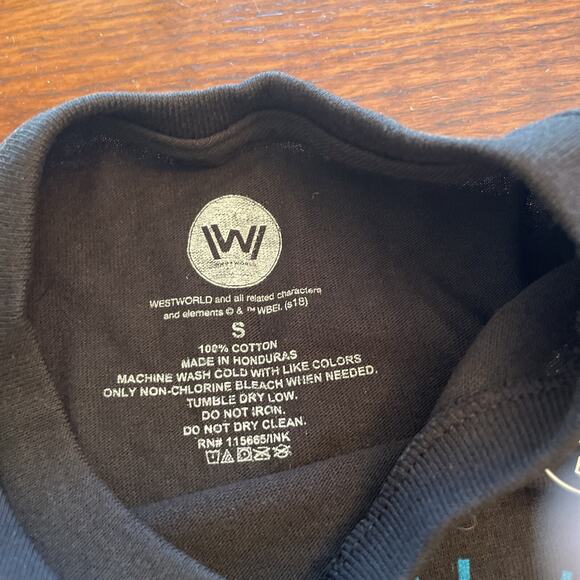 W
WESTWORLD
WESTWORLD and all related characters
and elements © & ™ WBEI. (s18)
S
100% COTTON
MADE IN HONDURAS
MACHINE WASH COLD WITH LIKE COLORS
ONLY NON-CHLORINE BLEACH WHEN NEEDED.
TUMBLE DRY LOW.
DO NOT IRON.
DO NOT DRY CLEAN.
RN# 115665/INK